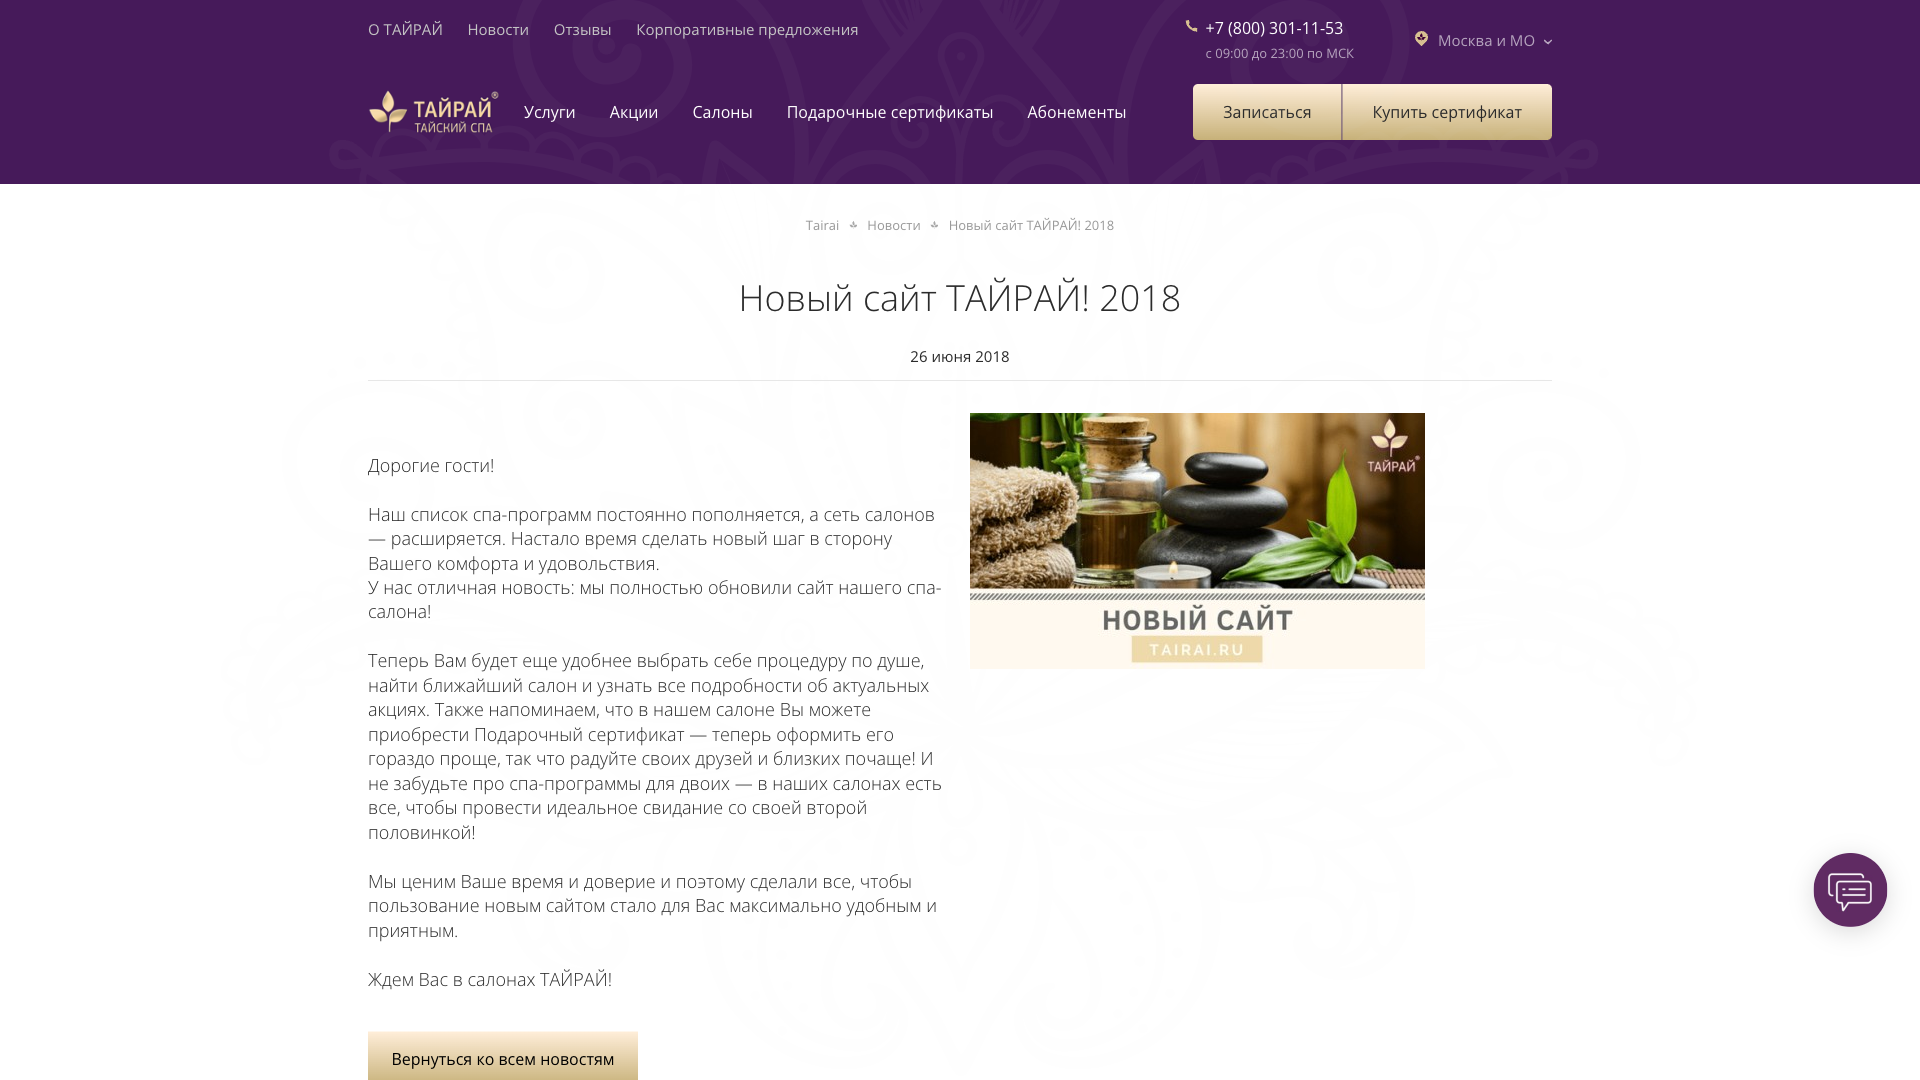 О ТАЙРАЙ Новости Отзывы Корпоративные предложения
+7 (800) 301-11-53
с 09:00 до 23:00 по МСК
Москва и МО
ТАЙРАЙ®
ТАЙСКИЙ СПА
Услуги Акции Салоны Подарочные сертификаты Абонементы
Записаться Купить сертификат
Tairai Новости Новый сайт ТАЙРАЙ! 2018
Новый сайт ТАЙРАЙ! 2018
26 июня 2018
Дорогие гости!
Наш список спа-программ постоянно пополняется, а сеть салонов
— расширяется. Настало время сделать новый шаг в сторону
Вашего комфорта и удовольствия.
У нас отличная новость: мы полностью обновили сайт нашего спа-
салона!
Теперь Вам будет еще удобнее выбрать себе процедуру по душе,
найти ближайший салон и узнать все подробности об актуальных
акциях. Также напоминаем, что в нашем салоне Вы можете
приобрести Подарочный сертификат — теперь оформить его
гораздо проще, так что радуйте своих друзей и близких почаще! И
не забудьте про спа-программы для двоих — в наших салонах есть
все, чтобы провести идеальное свидание со своей второй
половинкой!
Мы ценим Ваше время и доверие и поэтому сделали все, чтобы
пользование новым сайтом стало для Вас максимально удобным и
приятным.
Ждем Вас в салонах ТАЙРАЙ!
ТАЙРАЙ®
НОВЫЙ САЙТ
TAIRAI.RU
Вернуться ко всем новостям